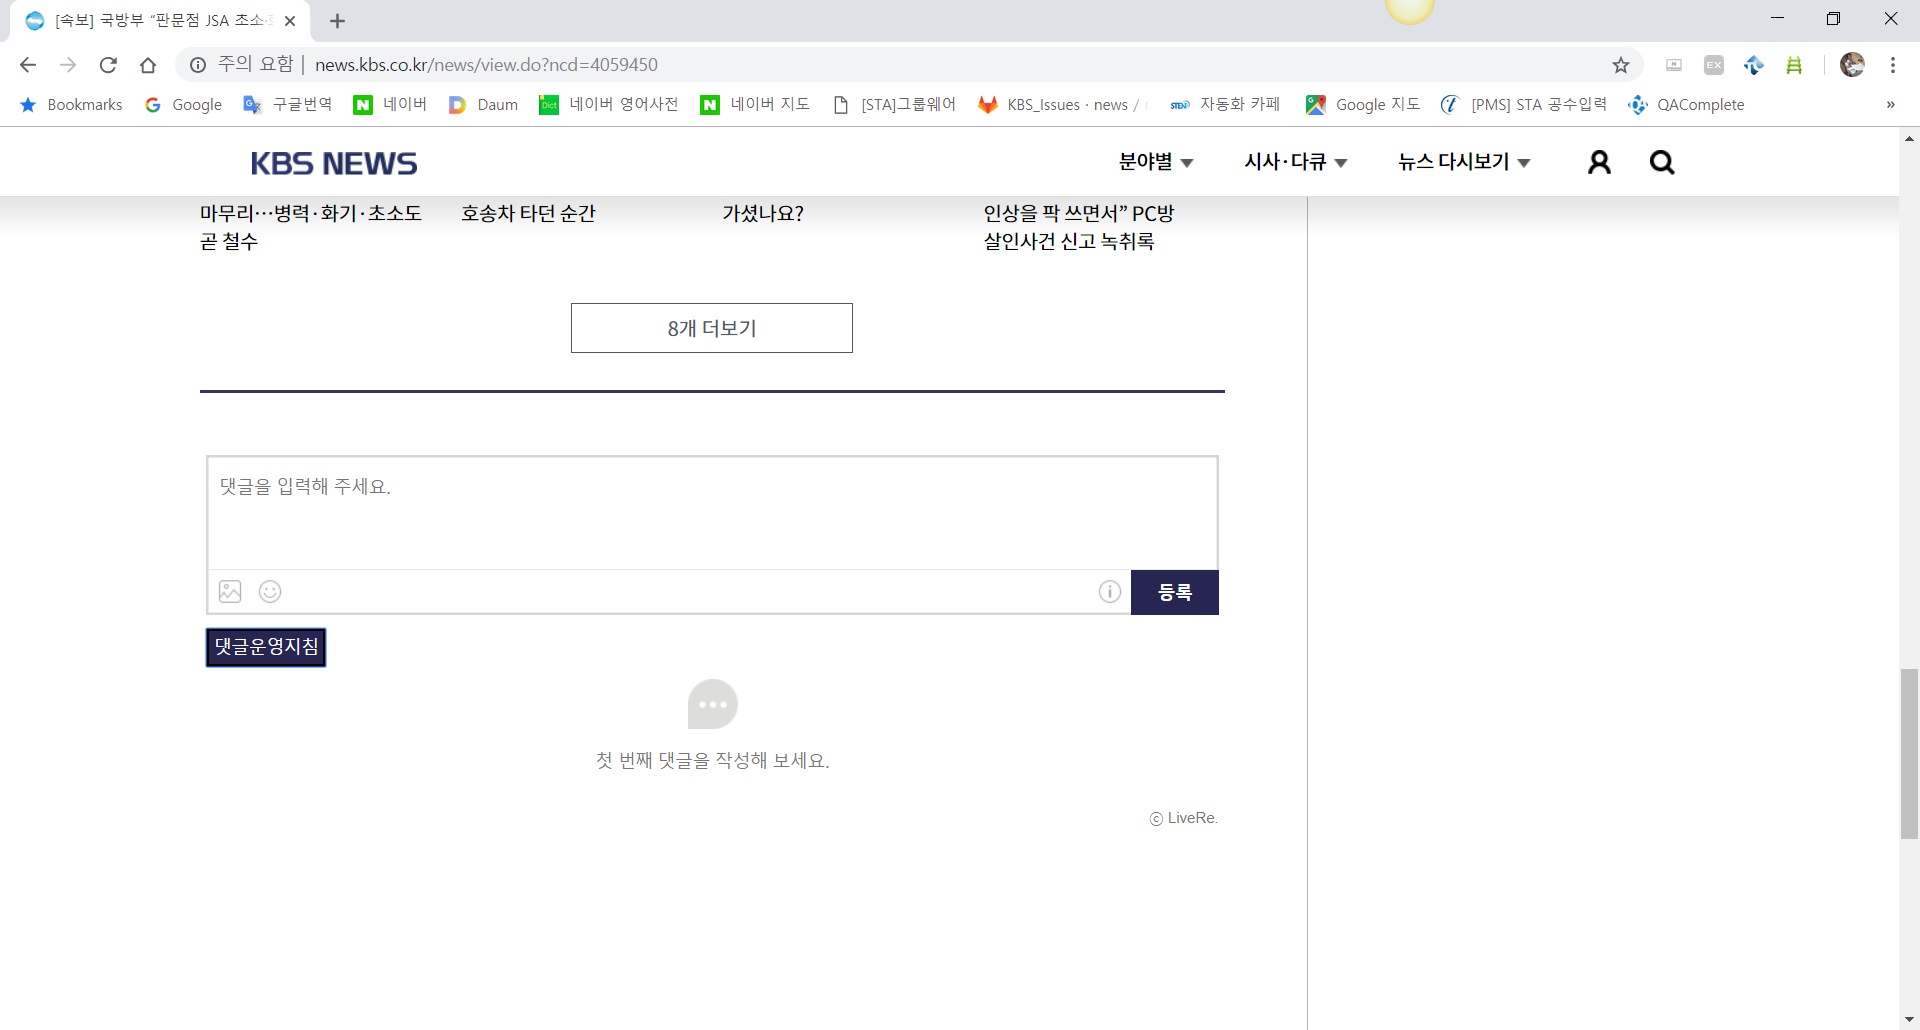 [속보] 국방부 “판문점 JSA 초소·
주의 요함 | news.kbs.co.kr/news/view.do?ncd=4059450
Bookmarks Google 구글번역 네이버 Daum 네이버 영어사전 네이버 지도 [STA]그룹웨어 KBS_Issues · news / 자동화 카페 Google 지도 [PMS] STA 공수입력 QAComplete »
KBS NEWS 분야별 시사·다큐 뉴스 다시보기
마무리…병력·화기·초소도 호송차 타던 순간 가셨나요? 인상을 팍 쓰면서” PC방
곧 철수 살인사건 신고 녹취록
8개 더보기
댓글을 입력해 주세요.
등록
댓글운영지침
첫 번째 댓글을 작성해 보세요.
ⓒ LiveRe.